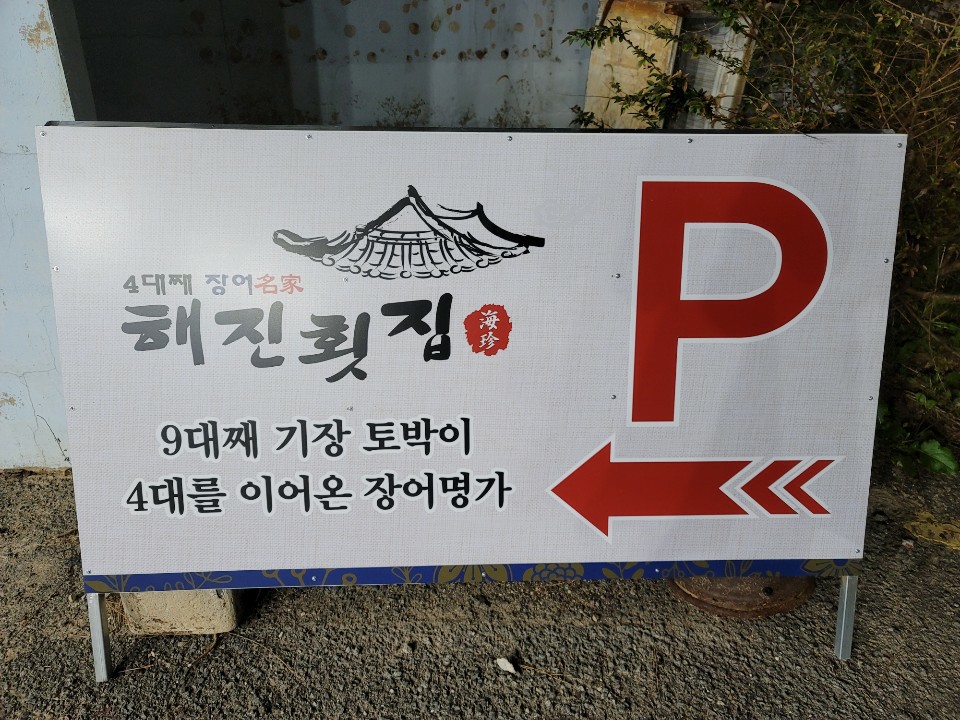 4대째 장어名家
해진횟집
海珍
P
9대째 기장 토박이
4대를 이어온 장어명가